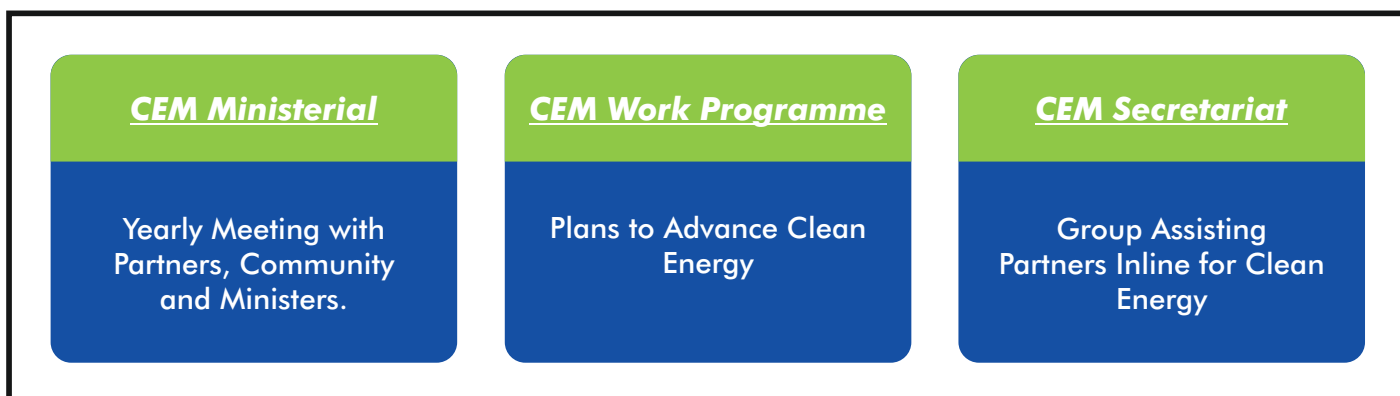 CEM Ministerial
Yearly Meeting with
Partners, Community
and Ministers.
CEM Work Programme
Plans to Advance Clean
Energy
CEM Secretariat
Group Assisting
Partners Inline for Clean
Energy